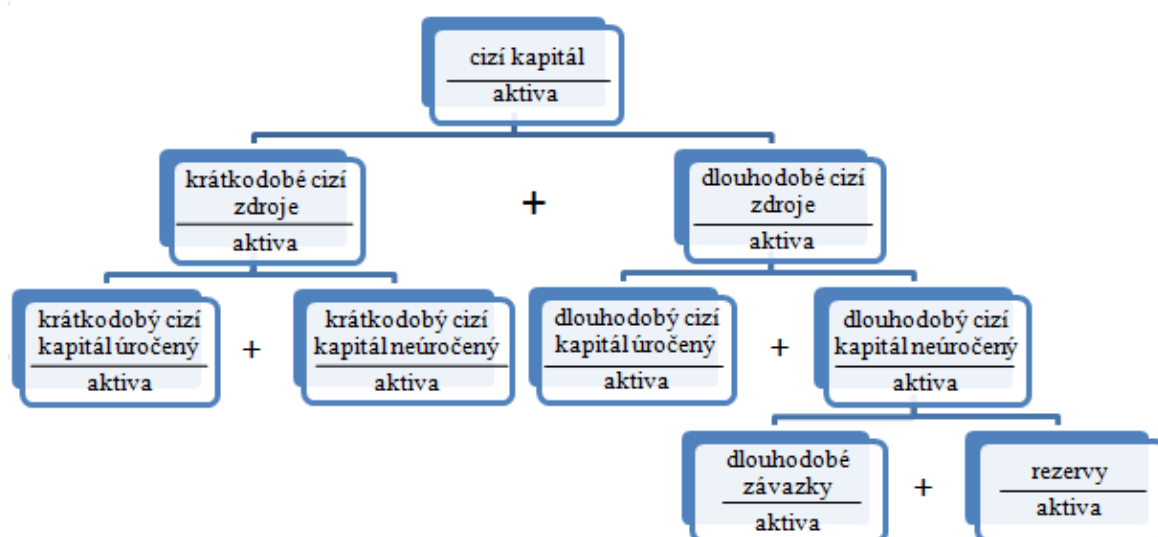 cizí kapitál
aktiva
krátkodobé cizí
zdroje
aktiva
+
dlouhodobé cizí
zdroje
aktiva
krátkodobý cizí
kapitál úročený
aktiva
+
krátkodobý cizí
kapitál neúročený
aktiva
dlouhodobý cizí
kapitál úročený
aktiva
+
dlouhodobý cizí
kapitál neúročený
aktiva
dlouhodobé
závazky
aktiva
+
rezervy
aktiva